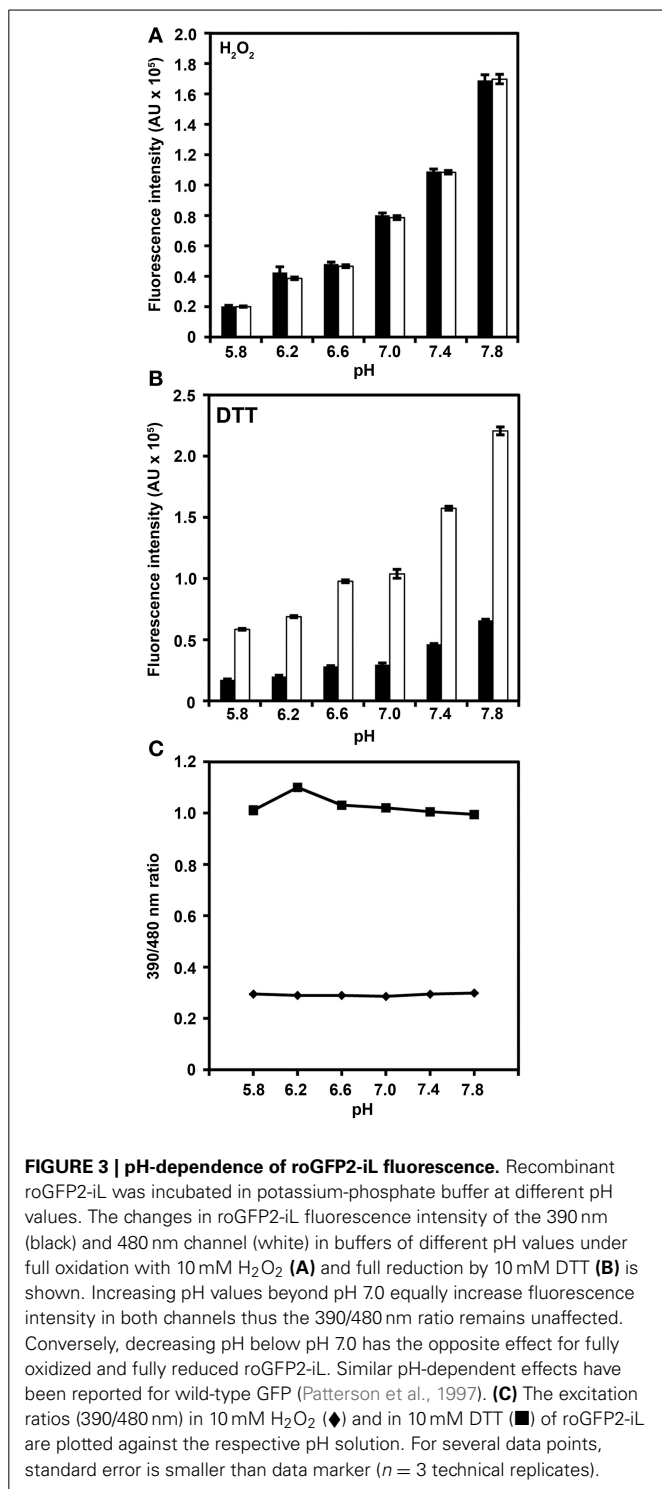 A
H2O2
Fluorescence intensity (AU x 10⁵)
2.0
1.8
1.6
1.4
1.2
1.0
0.8
0.6
0.4
0.2
0
5.8 6.2 6.6 7.0 7.4 7.8
pH
B
DTT
Fluorescence intensity (AU x 10⁵)
2.5
2.0
1.5
1.0
0.5
0
5.8 6.2 6.6 7.0 7.4 7.8
pH
C
390/480 nm ratio
1.2
1.0
0.8
0.6
0.4
0.2
0
5.8 6.2 6.6 7.0 7.4 7.8
pH
FIGURE 3 | pH-dependence of roGFP2-iL fluorescence. Recombinant
roGFP2-iL was incubated in potassium-phosphate buffer at different pH
values. The changes in roGFP2-iL fluorescence intensity of the 390 nm
(black) and 480 nm channel (white) in buffers of different pH values under
full oxidation with 10 mM H2O2 (A) and full reduction by 10 mM DTT (B) is
shown. Increasing pH values beyond pH 7.0 equally increase fluorescence
intensity in both channels thus the 390/480 nm ratio remains unaffected.
Conversely, decreasing pH below pH 7.0 has the opposite effect for fully
oxidized and fully reduced roGFP2-iL. Similar pH-dependent effects have
been reported for wild-type GFP (Patterson et al., 1997). (C) The excitation
ratios (390/480 nm) in 10 mM H2O2 (♦) and in 10 mM DTT (■) of roGFP2-iL
are plotted against the respective pH solution. For several data points,
standard error is smaller than data marker (n = 3 technical replicates).